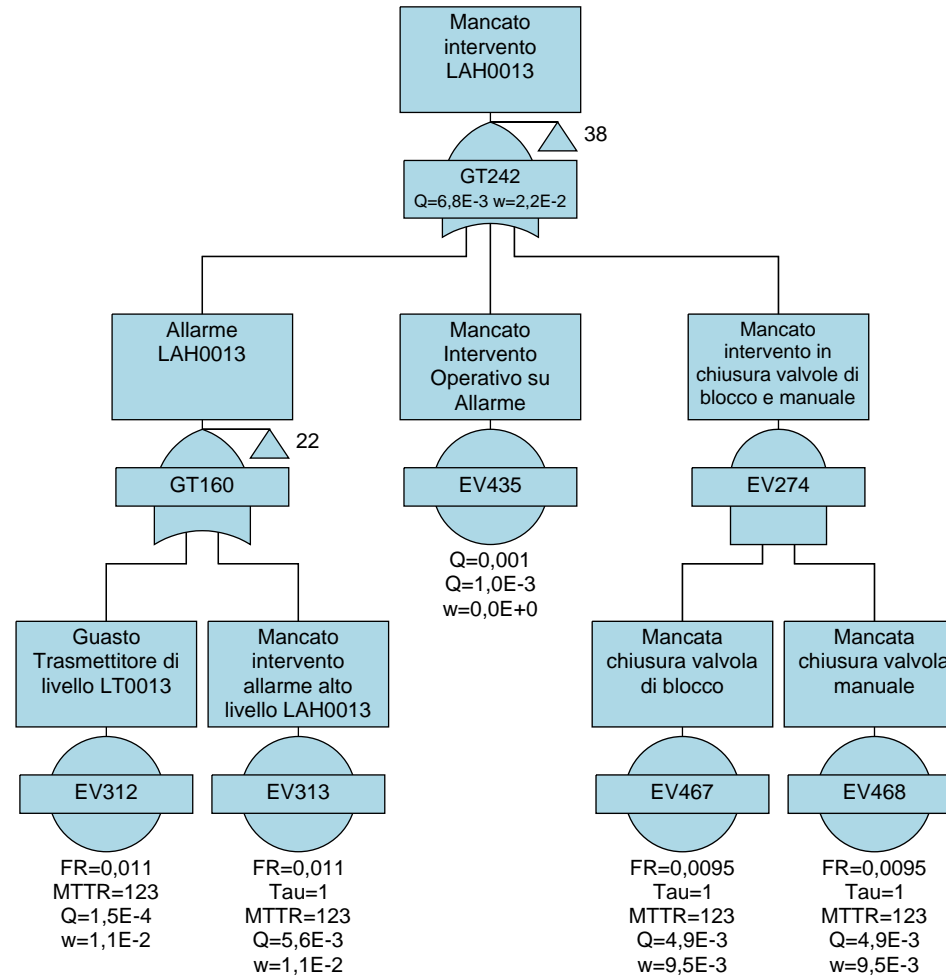 Mancato
intervento
LAH0013
38
GT242
Q=6,8E-3 w=2,2E-2
Allarme
LAH0013
22
GT160
Mancato
Intervento
Operativo su
Allarme
EV435
Q=0,001
Q=1,0E-3
w=0,0E+0
Mancato
intervento in
chiusura valvole di
blocco e manuale
EV274
Guasto
Trasmettitore di
livello LT0013
EV312
FR=0,011
MTTR=123
Q=1,5E-4
w=1,1E-2
Mancato
intervento
allarme alto
livello LAH0013
EV313
FR=0,011
Tau=1
MTTR=123
Q=5,6E-3
w=1,1E-2
Mancata
chiusura valvola
di blocco
EV467
FR=0,0095
Tau=1
MTTR=123
Q=4,9E-3
w=9,5E-3
Mancata
chiusura valvola
manuale
EV468
FR=0,0095
Tau=1
MTTR=123
Q=4,9E-3
w=9,5E-3